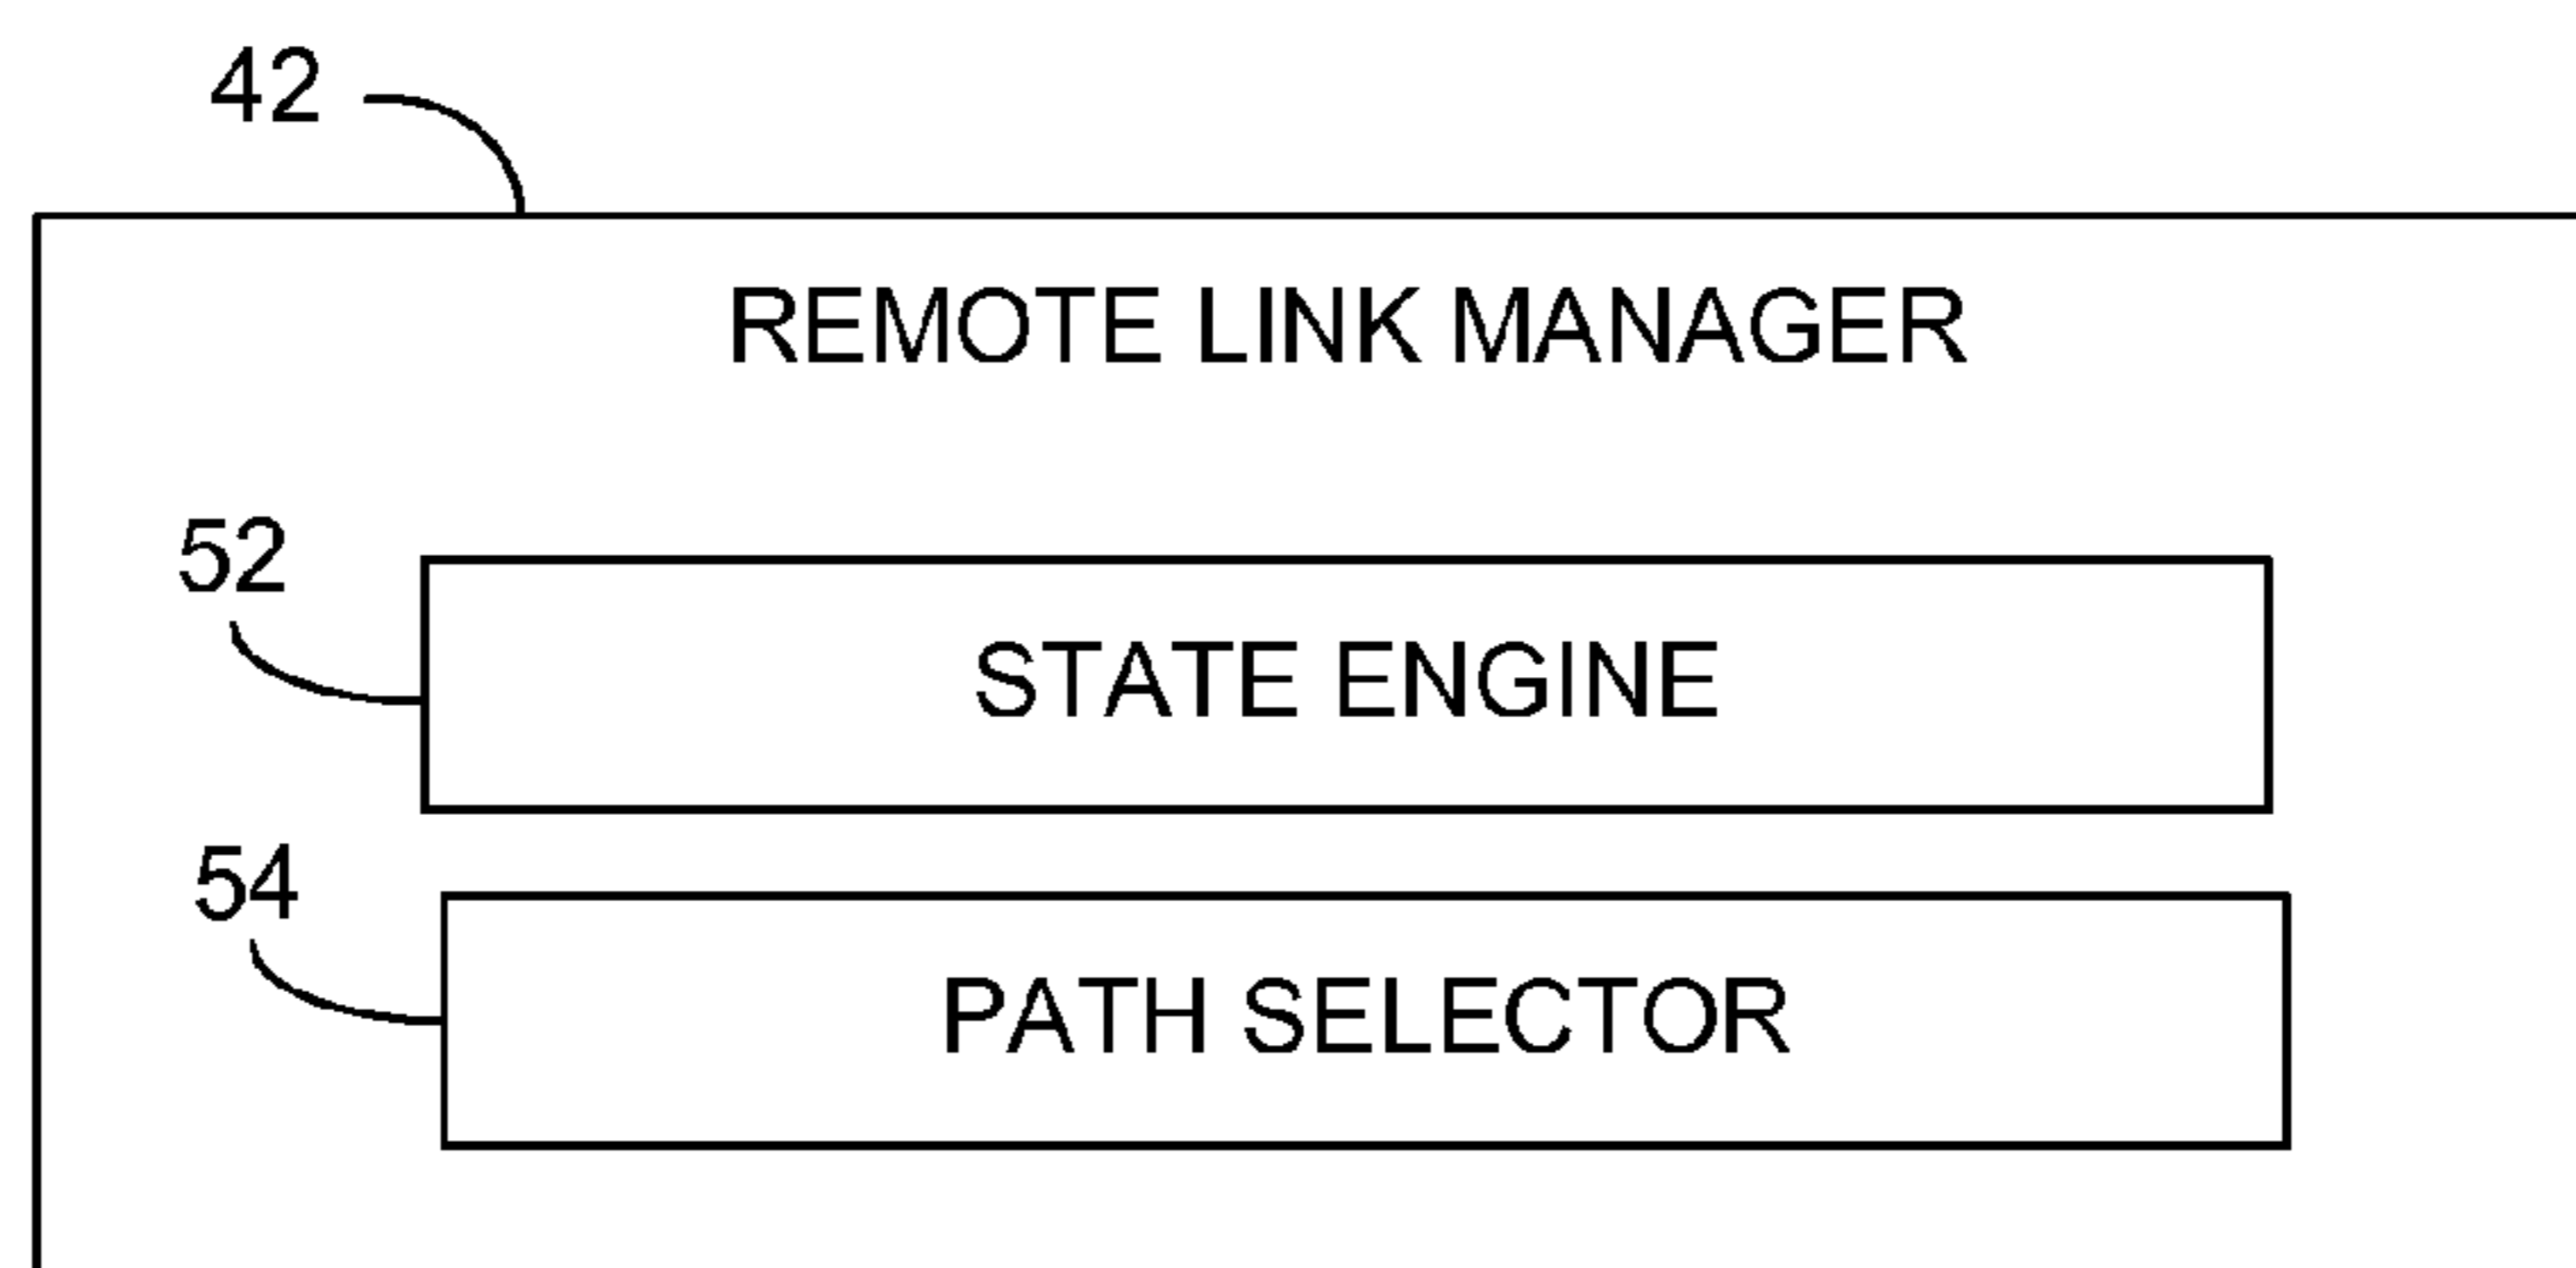 42
REMOTE LINK MANAGER
52
STATE ENGINE
54
PATH SELECTOR